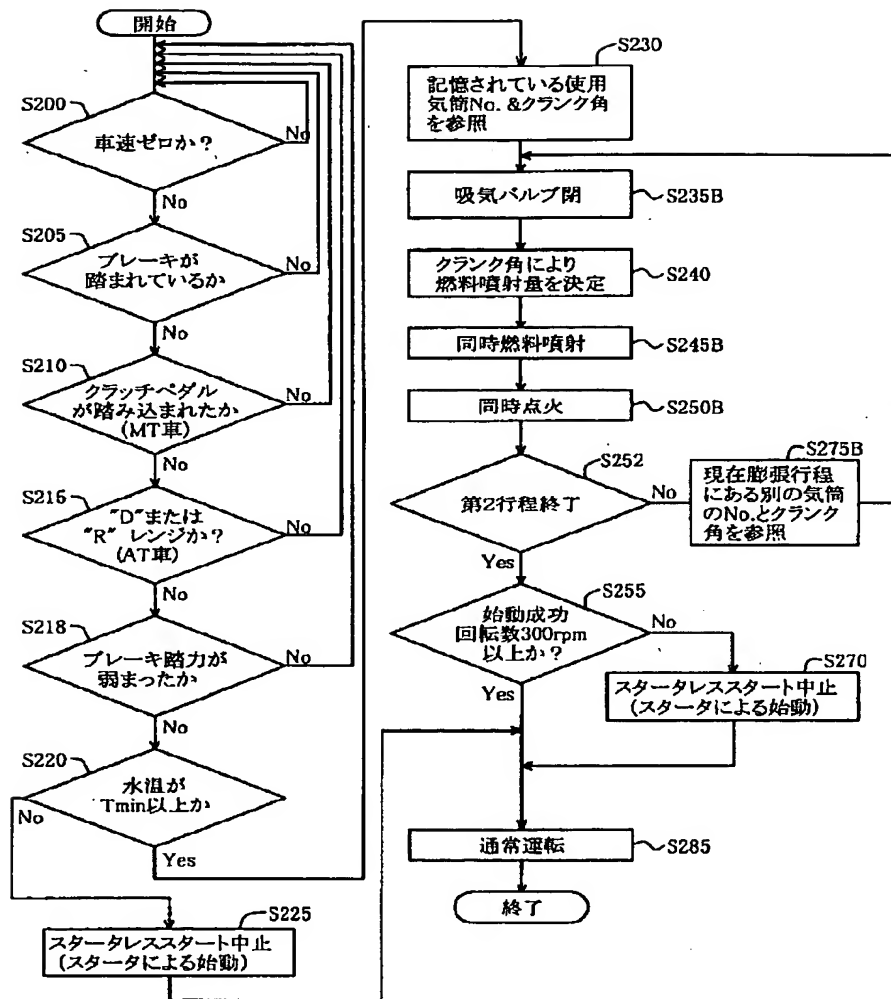 開始
S200
車速ゼロか?
No
No
S205
ブレーキが
踏まれているか
No
No
S210
クラッチペダル
が踏み込まれたか
(MT車)
No
No
S216
"D"または
"R" レンジか?
(AT車)
No
No
S218
ブレーキ踏力が
弱まったか
No
No
S220
水温が
Tmin以上か
No
Yes
S225
スタータレススタート中止
(スタータによる始動)
S230
記憶されている使用
気筒No.&クランク角
を参照
吸気バルブ閉
S235B
クランク角により
燃料噴射量を決定
S240
同時燃料噴射
S245B
同時点火
S250B
S252
第2行程終了
No
Yes
S275B
現在膨張行程
にある別の気筒
のNo.とクランク
角を参照
S255
始動成功
回転数300rpm
以上か?
No
Yes
S270
スタータレススタート中止
(スタータによる始動)
通常運転
S285
終了